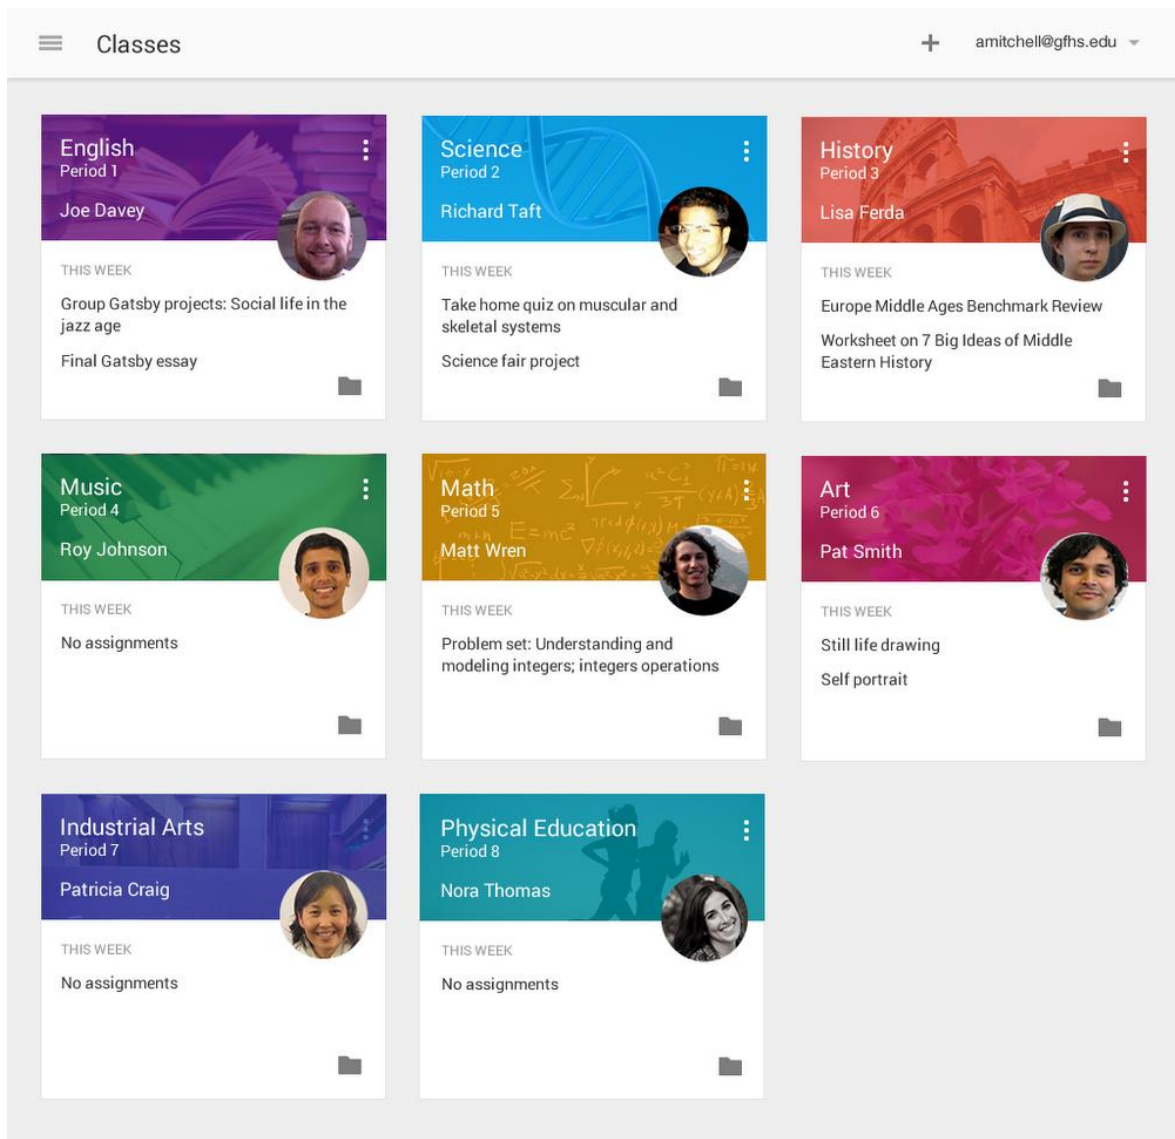 Classes
amitchell@gfhs.edu
English
Period 1
Joe Davey
THIS WEEK
Group Gatsby projects: Social life in the
jazz age
Final Gatsby essay
Science
Period 2
Richard Taft
THIS WEEK
Take home quiz on muscular and
skeletal systems
Science fair project
History
Period 3
Lisa Ferda
THIS WEEK
Europe Middle Ages Benchmark Review
Worksheet on 7 Big Ideas of Middle
Eastern History
Music
Period 4
Roy Johnson
THIS WEEK
No assignments
Math
Period 5
Matt Wren
E=mc²
THIS WEEK
Problem set: Understanding and
modeling integers; integers operations
Art
Period 6
Pat Smith
THIS WEEK
Still life drawing
Self portrait
Industrial Arts
Period 7
Patricia Craig
THIS WEEK
No assignments
Physical Education
Period 8
Nora Thomas
THIS WEEK
No assignments